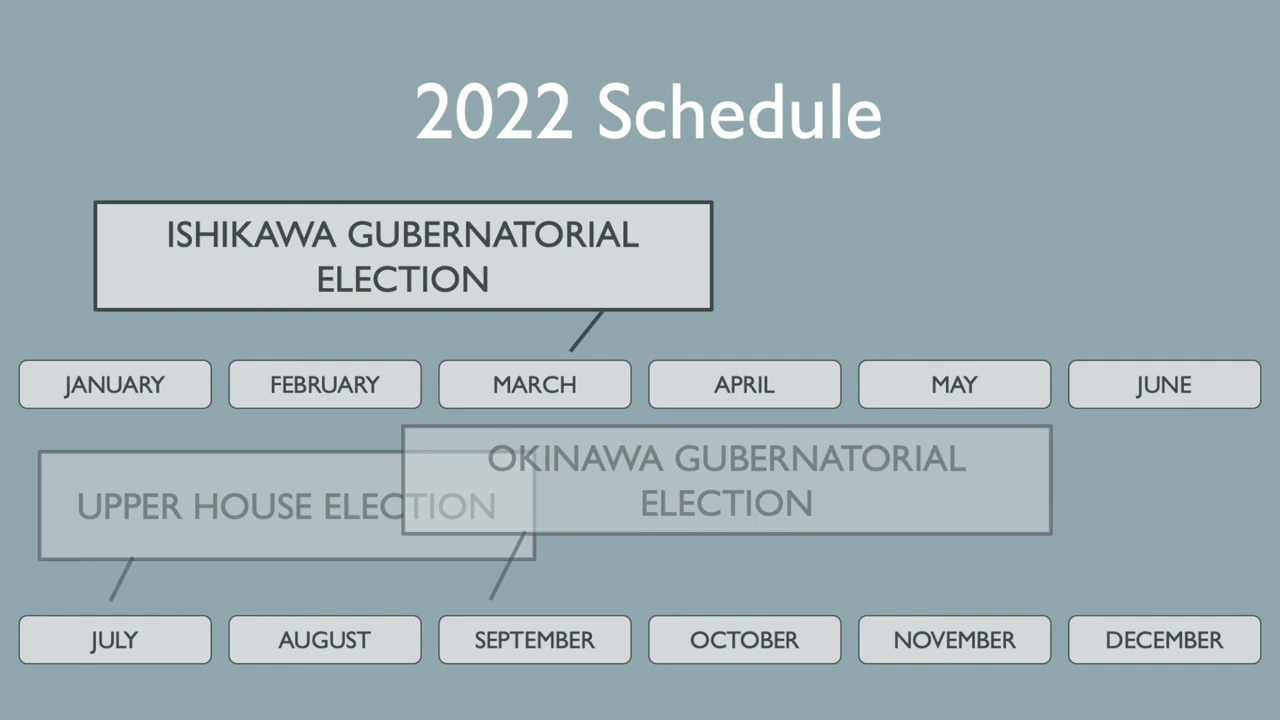 2022 Schedule
ISHIKAWA GUBERNATORIAL
ELECTION
JANUARY
FEBRUARY
MARCH
APRIL
MAY
JUNE
UPPER HOUSE ELECTION
OKINAWA GUBERNATORIAL
ELECTION
JULY
AUGUST
SEPTEMBER
OCTOBER
NOVEMBER
DECEMBER